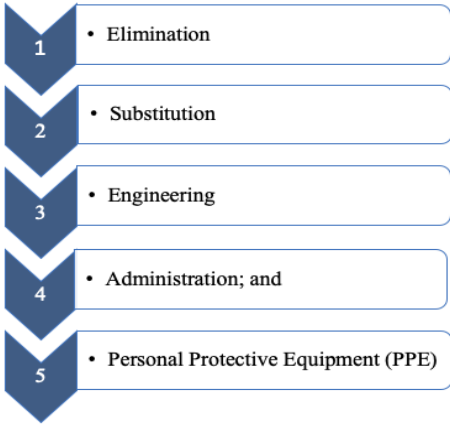 1
• Elimination
2
• Substitution
3
• Engineering
4
• Administration; and
5
• Personal Protective Equipment (PPE)